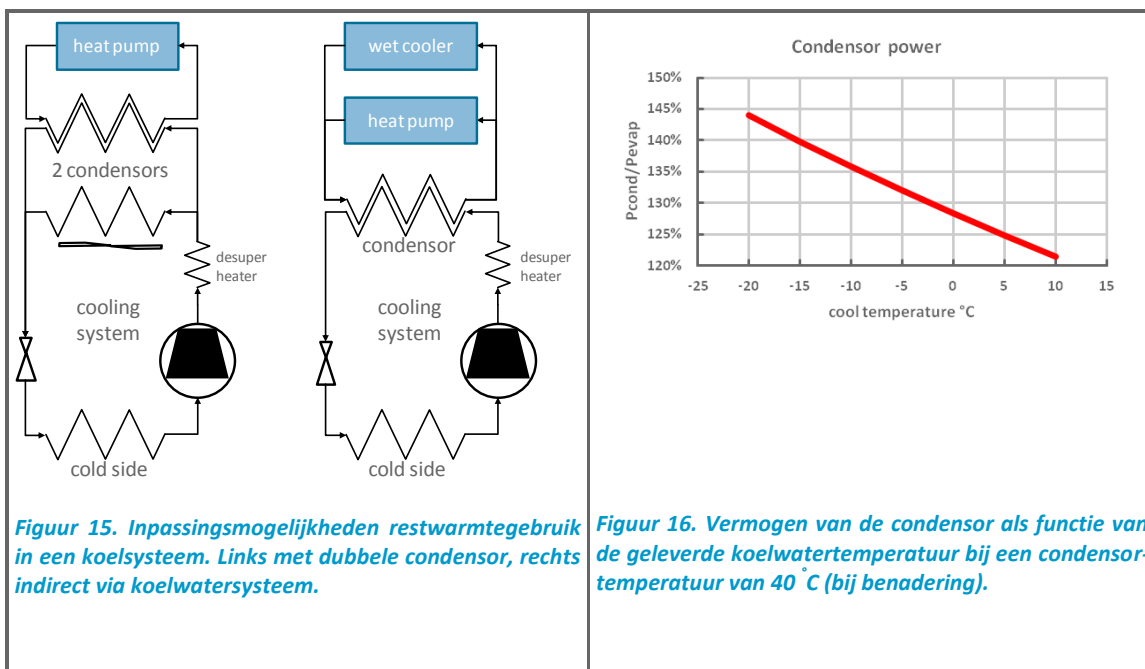 heat pump
2 condensors
desuper
heater
cooling
system
cold side
wet cooler
heat pump
condensor
desuper
heater
cooling
system
cold side
Figuur 15. Inpassingsmogelijkheden restwarmtegebruik
in een koelsysteem. Links met dubbele condensor, rechts
indirect via koelwatersysteem.
Condensor power
150%
145%
140%
135%
130%
125%
120%
Pcond/Pevap
-25 -20 -15 -10 -5 0 5 10 15
cool temperature °C
Figuur 16. Vermogen van de condensor als functie van
de geleverde koelwatertemperatuur bij een condensor-
temperatuur van 40 °C (bij benadering).